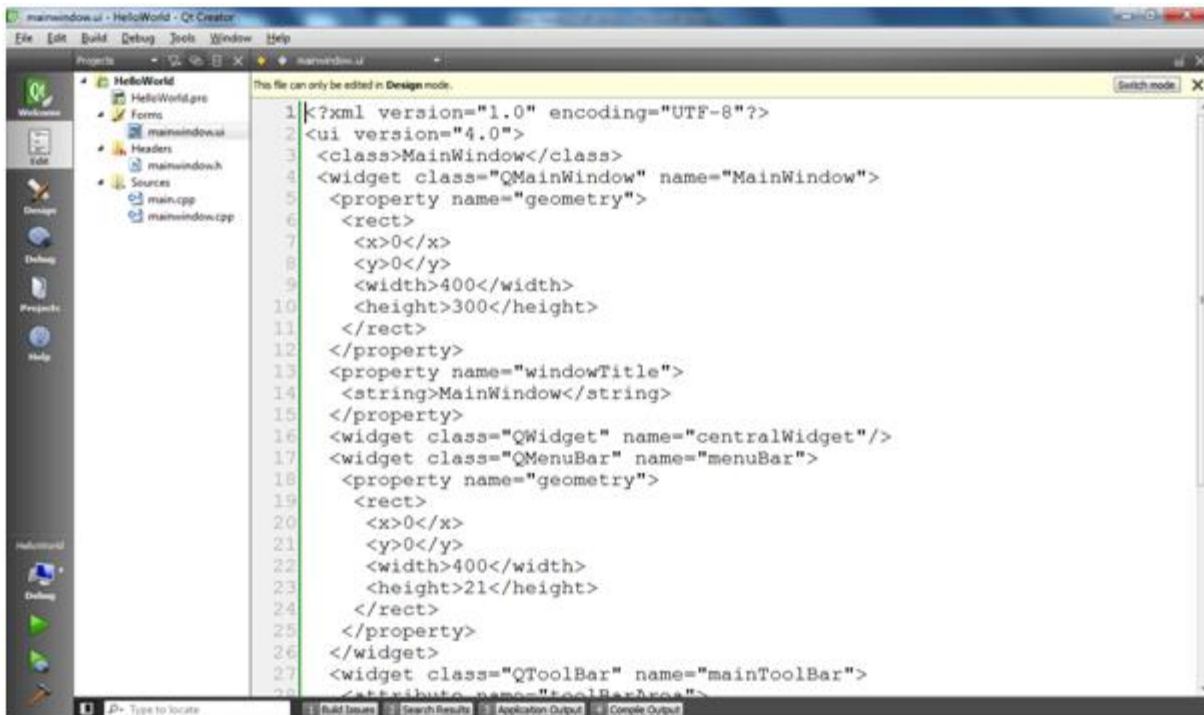 mainwindow.ui - HelloWorld - Qt Creator
File Edit Build Debug Tools Window Help
Projects
mainwindow.ui
This file can only be edited in Design mode.
Switch mode
Welcome
Edit
Design
Debug
Projects
Help
HelloWorld
HelloWorld.pro
Forms
mainwindow.ui
Headers
mainwindow.h
Sources
main.cpp
mainwindow.cpp
1 <?xml version="1.0" encoding="UTF-8"?>
2 <ui version="4.0">
3 <class>MainWindow</class>
4 <widget class="QMainWindow" name="MainWindow">
5 <property name="geometry">
6 <rect>
7 <x>0</x>
8 <y>0</y>
9 <width>400</width>
10 <height>300</height>
11 </rect>
12 </property>
13 <property name="windowTitle">
14 <string>MainWindow</string>
15 </property>
16 <widget class="QWidget" name="centralWidget"/>
17 <widget class="QMenuBar" name="menuBar">
18 <property name="geometry">
19 <rect>
20 <x>0</x>
21 <y>0</y>
22 <width>400</width>
23 <height>21</height>
24 </rect>
25 </property>
26 </widget>
27 <widget class="QToolBar" name="mainToolBar">
28 <attribute name="toolBarArea">
HelloWorld
Debug
Type to locate
1 Build Issues 2 Search Results 3 Application Output 4 Compile Output